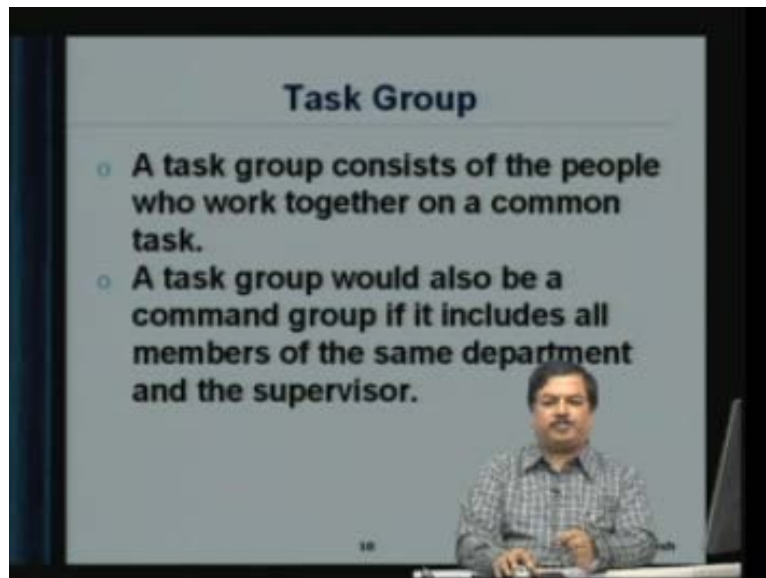 Task Group
o A task group consists of the people
who work together on a common
task.
o A task group would also be a
command group if it includes all
members of the same department
and the supervisor.
10